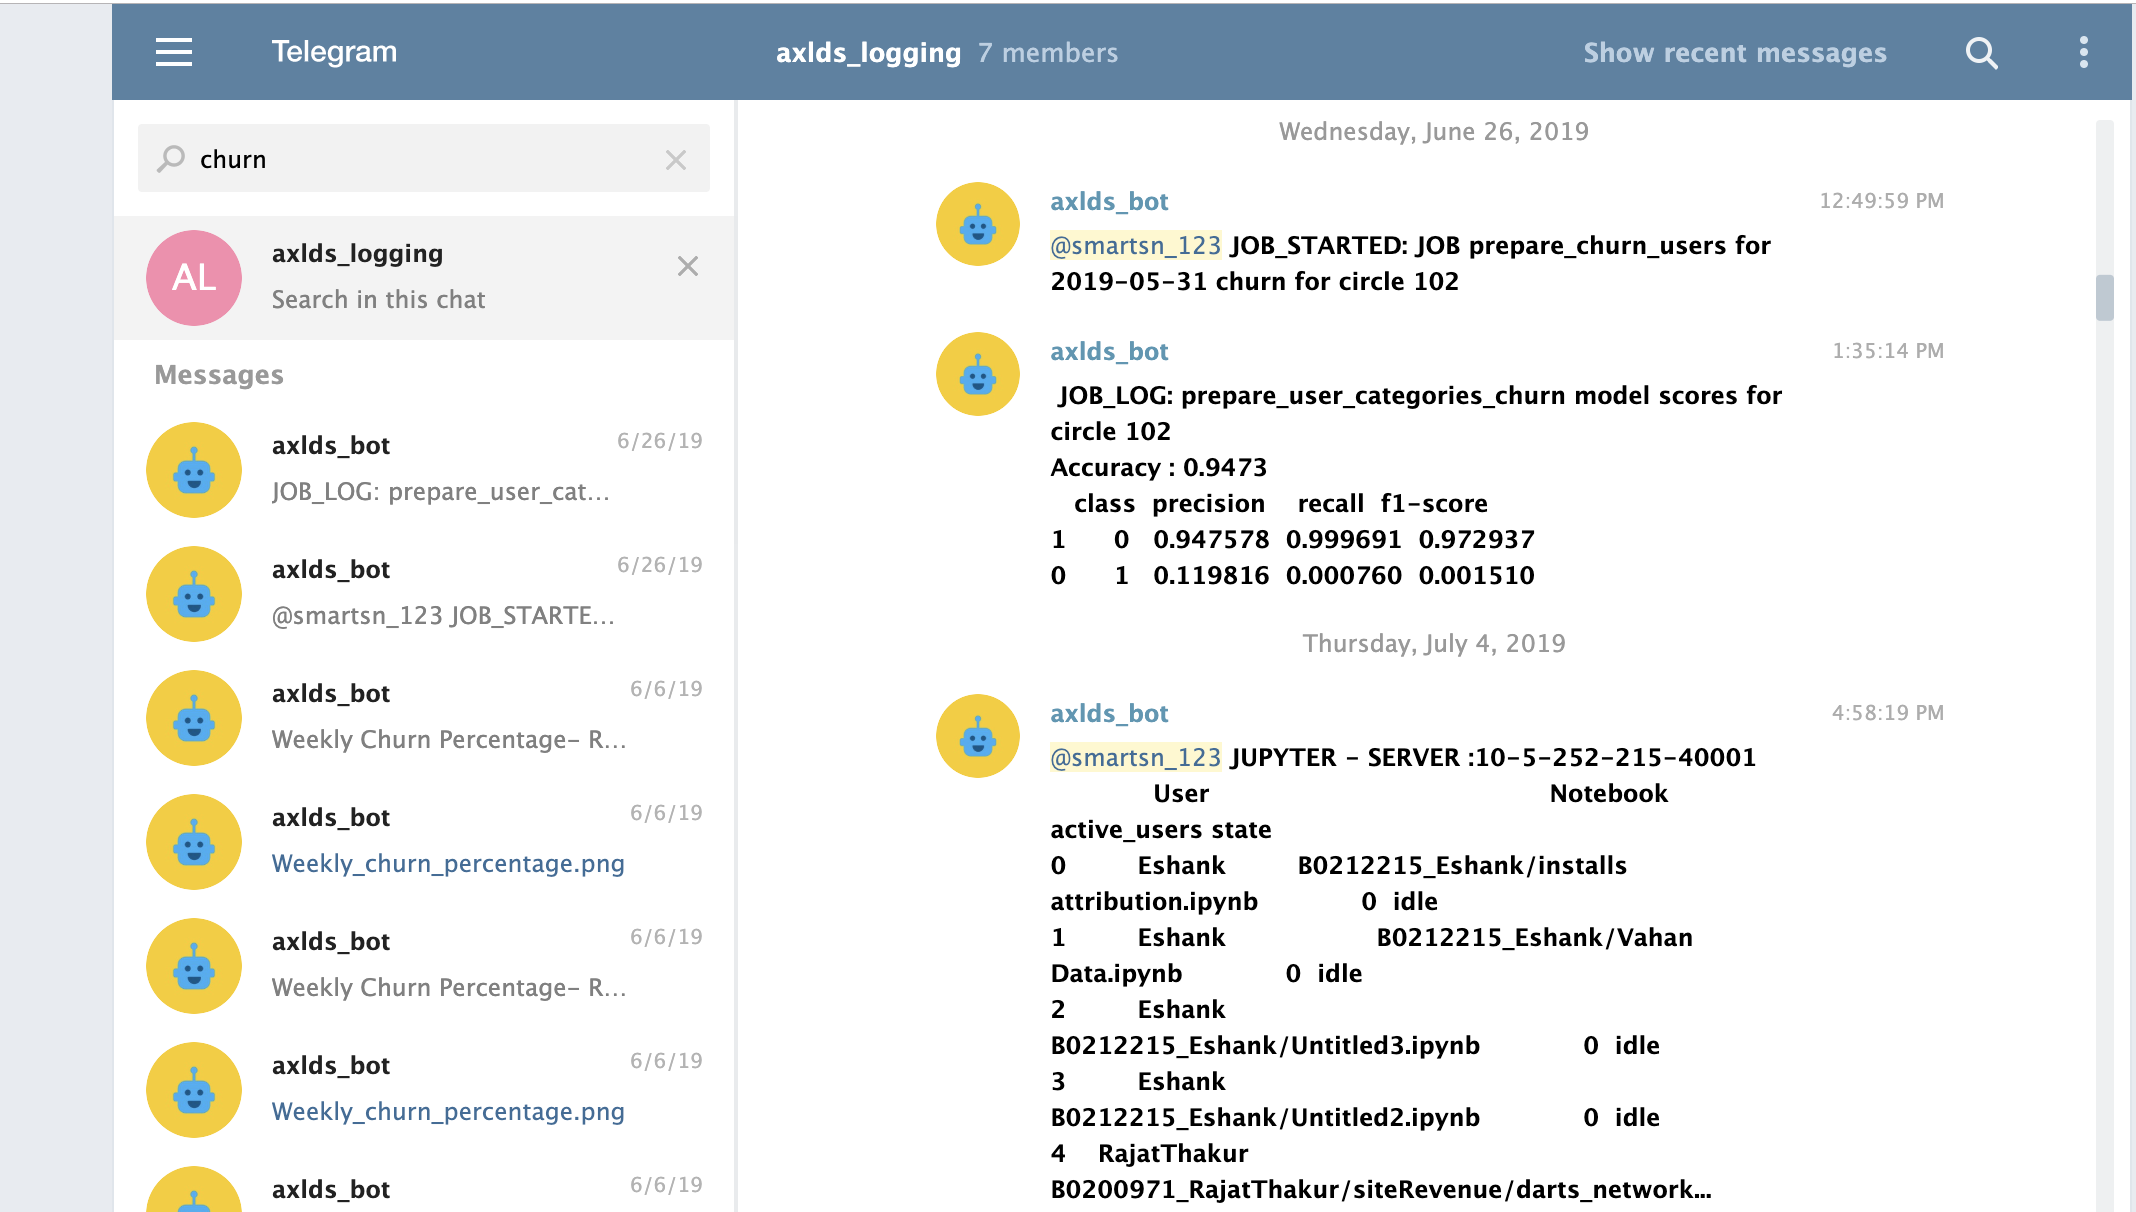 Telegram
axlds_logging 7 members
Show recent messages
churn
AL
axlds_logging
Search in this chat
Messages
axlds_bot 6/26/19
JOB_LOG: prepare_user_cat...
axlds_bot 6/26/19
@smartsn_123 JOB_STARTE...
axlds_bot 6/6/19
Weekly Churn Percentage- R...
axlds_bot 6/6/19
Weekly_churn_percentage.png
axlds_bot 6/6/19
Weekly Churn Percentage- R...
axlds_bot 6/6/19
Weekly_churn_percentage.png
axlds_bot 6/6/19
Wednesday, June 26, 2019
axlds_bot 12:49:59 PM
@smartsn_123 JOB_STARTED: JOB prepare_churn_users for
2019-05-31 churn for circle 102
axlds_bot 1:35:14 PM
JOB_LOG: prepare_user_categories_churn model scores for
circle 102
Accuracy : 0.9473
class precision recall f1-score
1 0 0.947578 0.999691 0.972937
0 1 0.119816 0.000760 0.001510
Thursday, July 4, 2019
axlds_bot 4:58:19 PM
@smartsn_123 JUPYTER - SERVER :10-5-252-215-40001
User Notebook
active_users state
0 Eshank B0212215_Eshank/installs
attribution.ipynb 0 idle
1 Eshank B0212215_Eshank/Vahan
Data.ipynb 0 idle
2 Eshank
B0212215_Eshank/Untitled3.ipynb 0 idle
3 Eshank
B0212215_Eshank/Untitled2.ipynb 0 idle
4 RajatThakur
B0200971_RajatThakur/siteRevenue/darts_network...